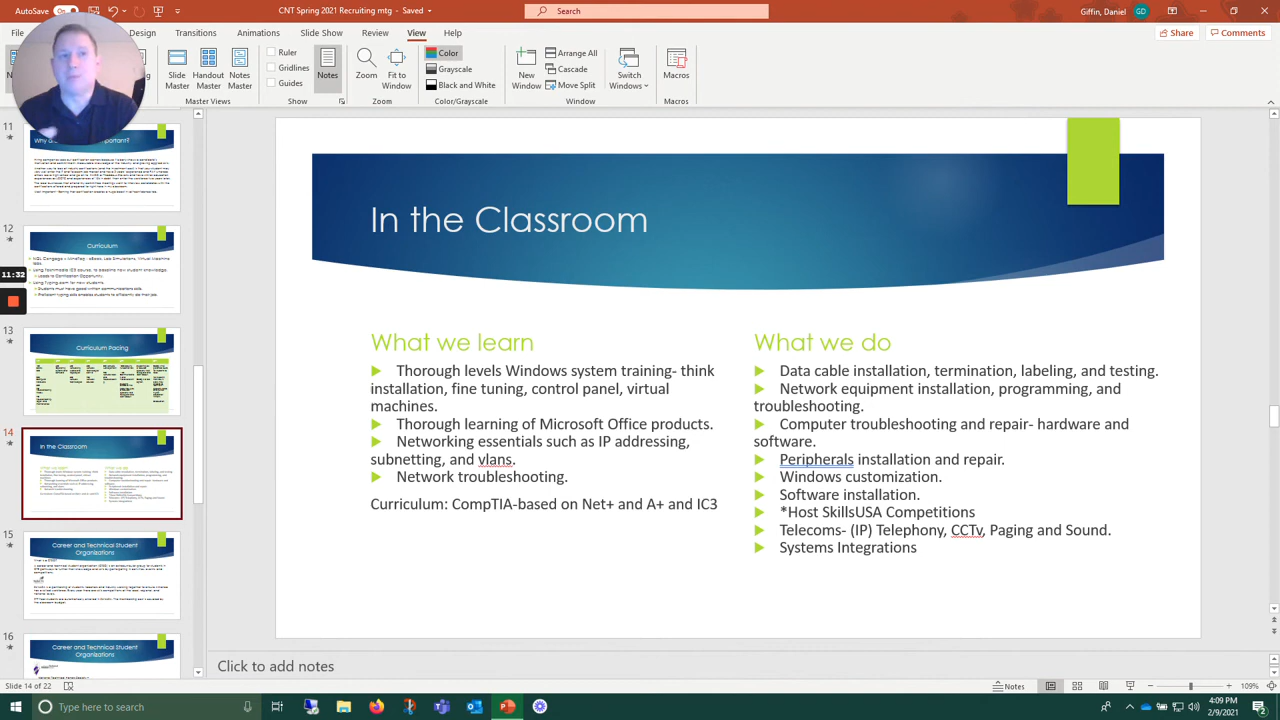 AutoSave
CNT Spring 2021 Recruiting mtg - Saved
Search
Giffin, Daniel
File
Design
Transitions
Animations
Slide Show
Review
View
Help
Share
Comments
Slide Master
Handout Master
Notes Master
Master Views
Ruler
Gridlines
Guides
Show
Notes
Zoom
Fit to Window
Zoom
Color
Grayscale
Black and White
Color/Grayscale
New Window
Arrange All
Cascade
Move Split
Switch Windows
Window
Macros
Macros
11
12
Curriculum
11:32
13
Curriculum Pacing
14
In the Classroom
15
Career and Technical Student
Organizations
16
Career and Technical Student
Organizations
In the Classroom
What we learn
Thorough levels Windows system training- think
installation, fine tuning, control panel, virtual
machines.
Thorough learning of Microsoft Office products.
Networking essentials such as IP addressing,
subnetting, and vlans.
Network troubleshooting.
Curriculum: CompTIA-based on Net+ and A+ and IC3
What we do
Data cable installation, termination, labeling, and testing.
Network equipment installation, programming, and
troubleshooting.
Computer troubleshooting and repair- hardware and
software.
Peripherals installation and repair.
Windows customization.
Software installation.
*Host SkillsUSA Competitions
Telecoms- (IP) Telephony, CCTv, Paging and Sound.
Systems Integrations
Click to add notes
Slide 14 of 22
Notes
109%
Type here to search
4:09 PM
2/9/2021